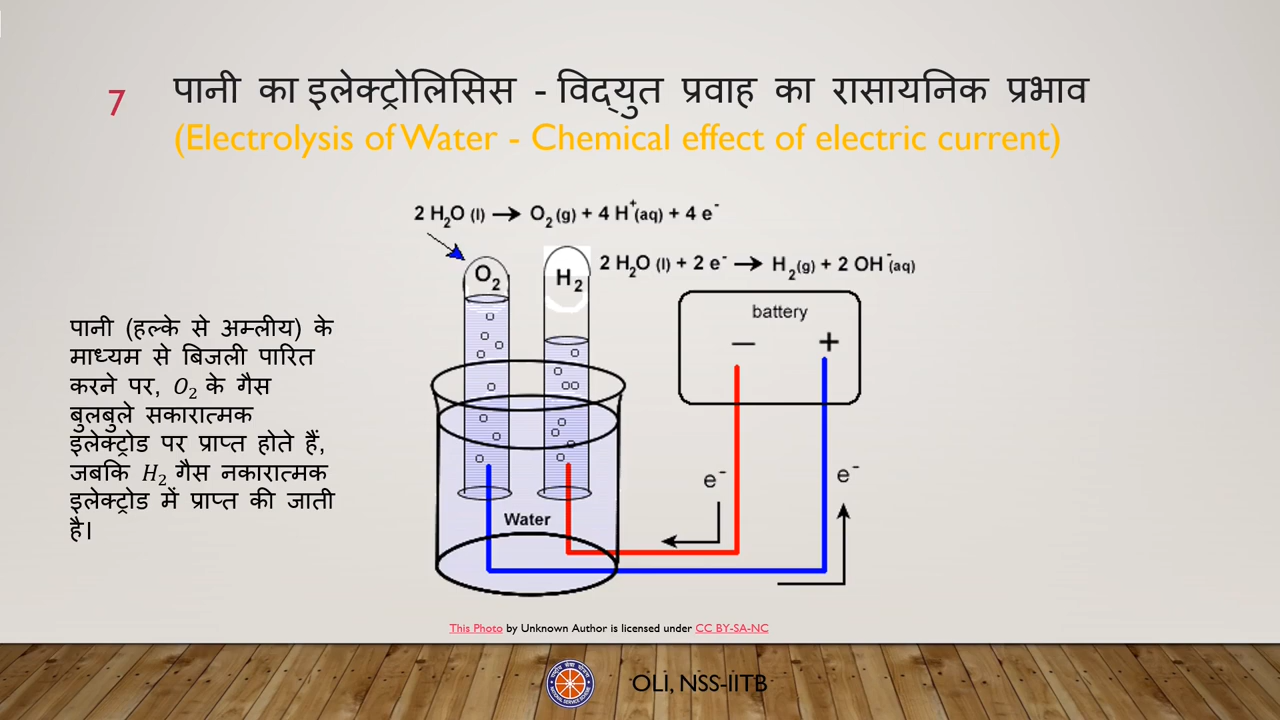 7
पानी का इलेक्ट्रोलिसिस - विद्युत प्रवाह का रासायनिक प्रभाव
(Electrolysis of Water - Chemical effect of electric current)
2 H₂O (l) → O₂ (g) + 4 H⁺(aq) + 4 e⁻
2 H₂O (l) + 2 e⁻ → H₂(g) + 2 OH⁻(aq)
O₂
H₂
battery
— +
पानी (हल्के से अम्लीय) के
माध्यम से बिजली पारित
करने पर, O₂ के गैस
बुलबुले सकारात्मक
इलेक्ट्रोड पर प्राप्त होते हैं,
जबकि H₂ गैस नकारात्मक
इलेक्ट्रोड में प्राप्त की जाती
है।
e⁻
e⁻
Water
This Photo by Unknown Author is licensed under CC BY-SA-NC
OLI, NSS-IITB